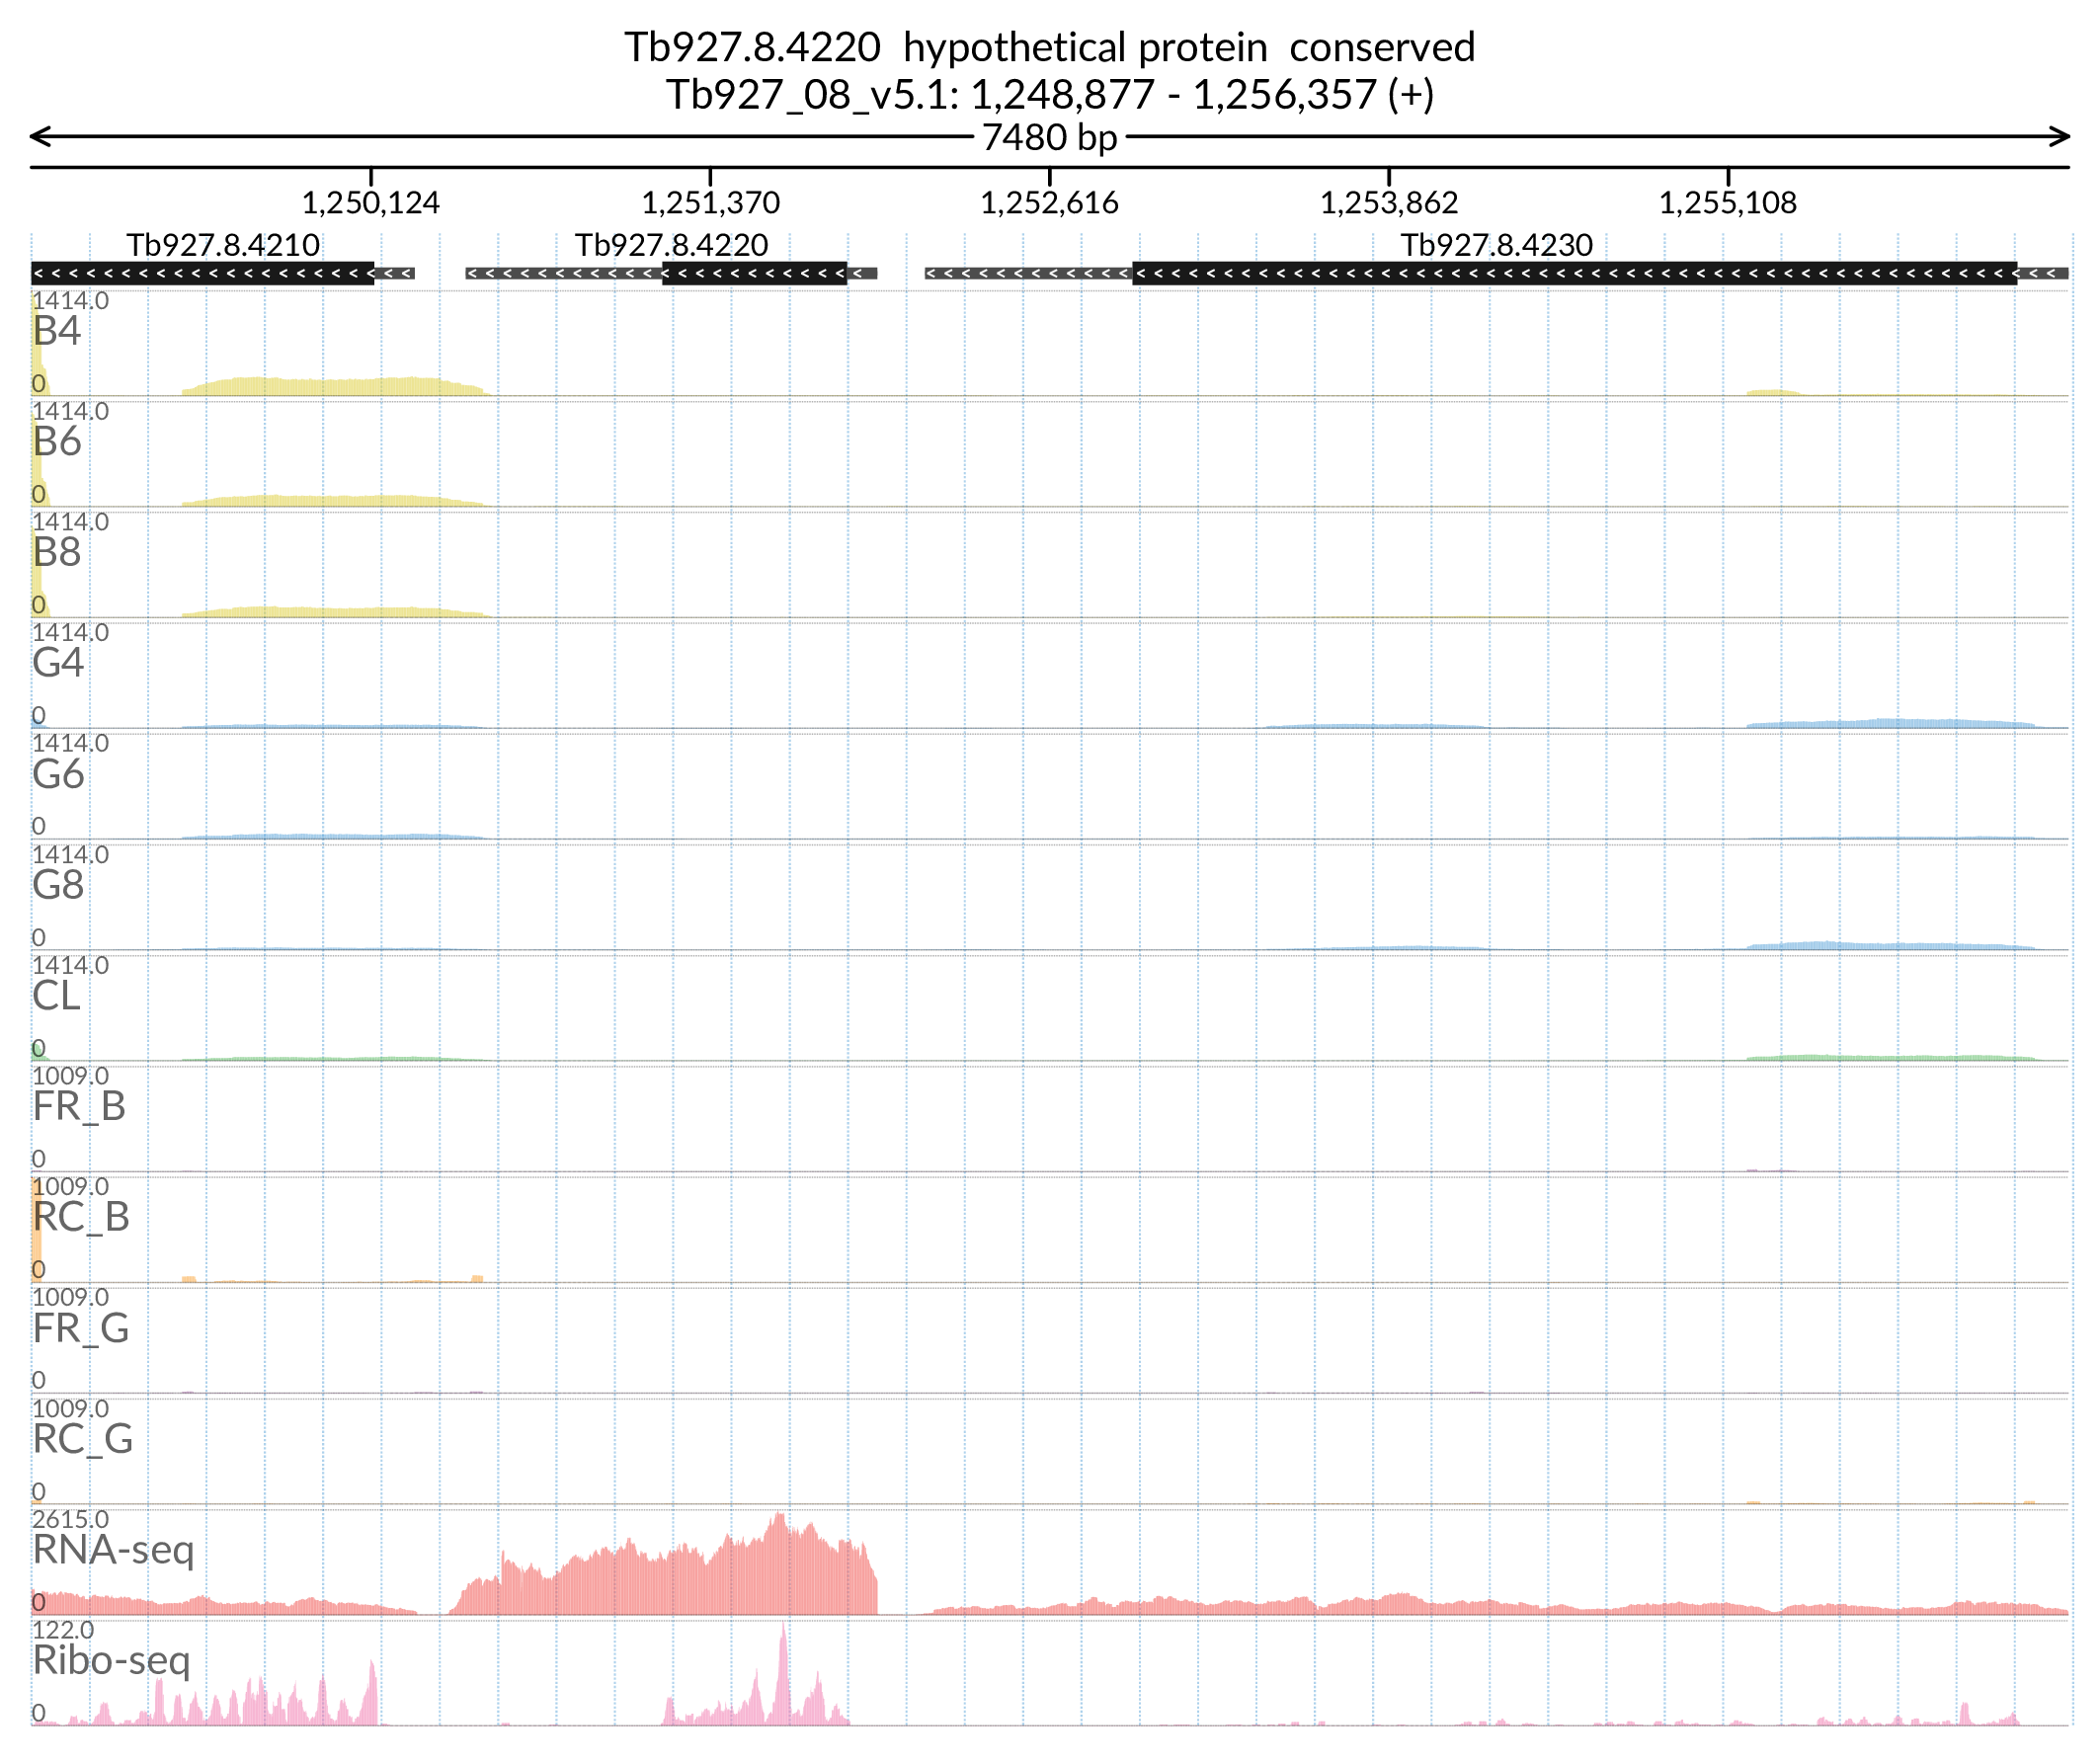 Tb927.8.4220 hypothetical protein conserved
Tb927_08_v5.1: 1,248,877 - 1,256,357 (+)
7480 bp
1,250,124 1,251,370 1,252,616 1,253,862 1,255,108
Tb927.8.4210 Tb927.8.4220 Tb927.8.4230
1414.0
B4
0
1414.0
B6
0
1414.0
B8
0
1414.0
G4
0
1414.0
G6
0
1414.0
G8
0
1414.0
CL
0
1009.0
FR_B
0
1009.0
RC_B
0
1009.0
FR_G
0
1009.0
RC_G
0
2615.0
RNA-seq
0
122.0
Ribo-seq
0